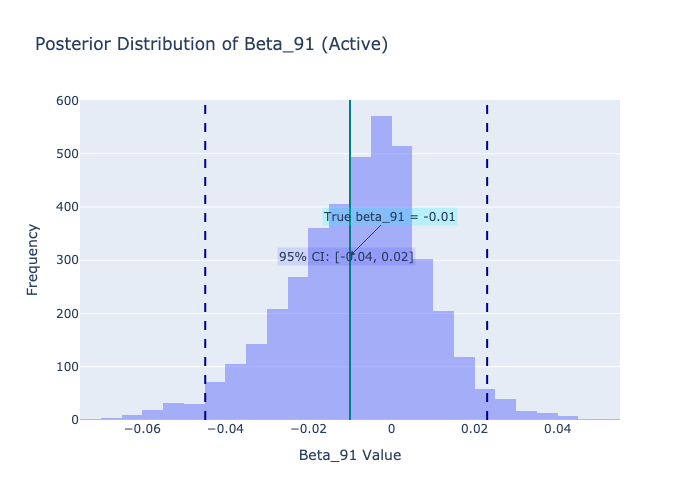 Posterior Distribution of Beta_91 (Active)
600
500
400
300
200
100
0
Frequency
True beta_91 = -0.01
95% CI: [-0.04, 0.02]
−0.06
−0.04
−0.02
0
0.02
0.04
Beta_91 Value